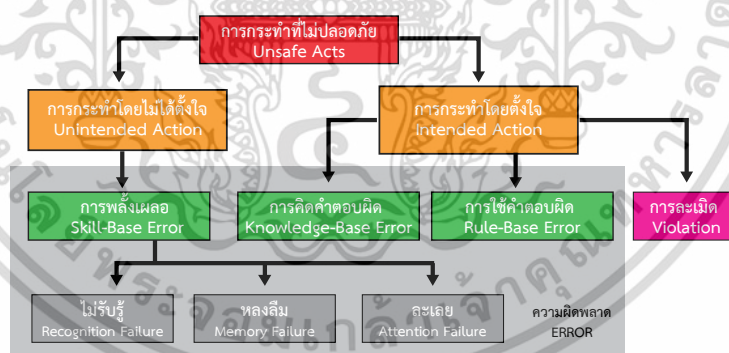 การกระทำที่ไม่ปลอดภัย
Unsafe Acts
การกระทำโดยไม่ได้ตั้งใจ
Unintended Action
การกระทำโดยตั้งใจ
Intended Action
การพลั้งเผลอ
Skill-Base Error
การคิดคำตอบผิด
Knowledge-Base Error
การใช้คำตอบผิด
Rule-Base Error
การละเมิด
Violation
ไม่รับรู้
Recognition Failure
หลงลืม
Memory Failure
ละเลย
Attention Failure
ความผิดพลาด
ERROR